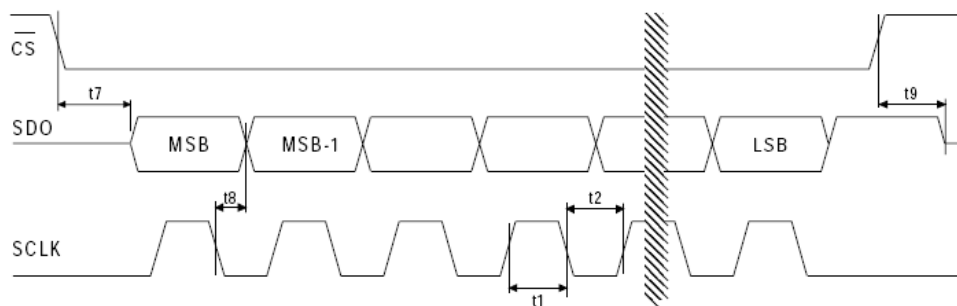 CS
t7
t9
SDO
MSB
MSB-1
LSB
t8
t2
SCLK
t1